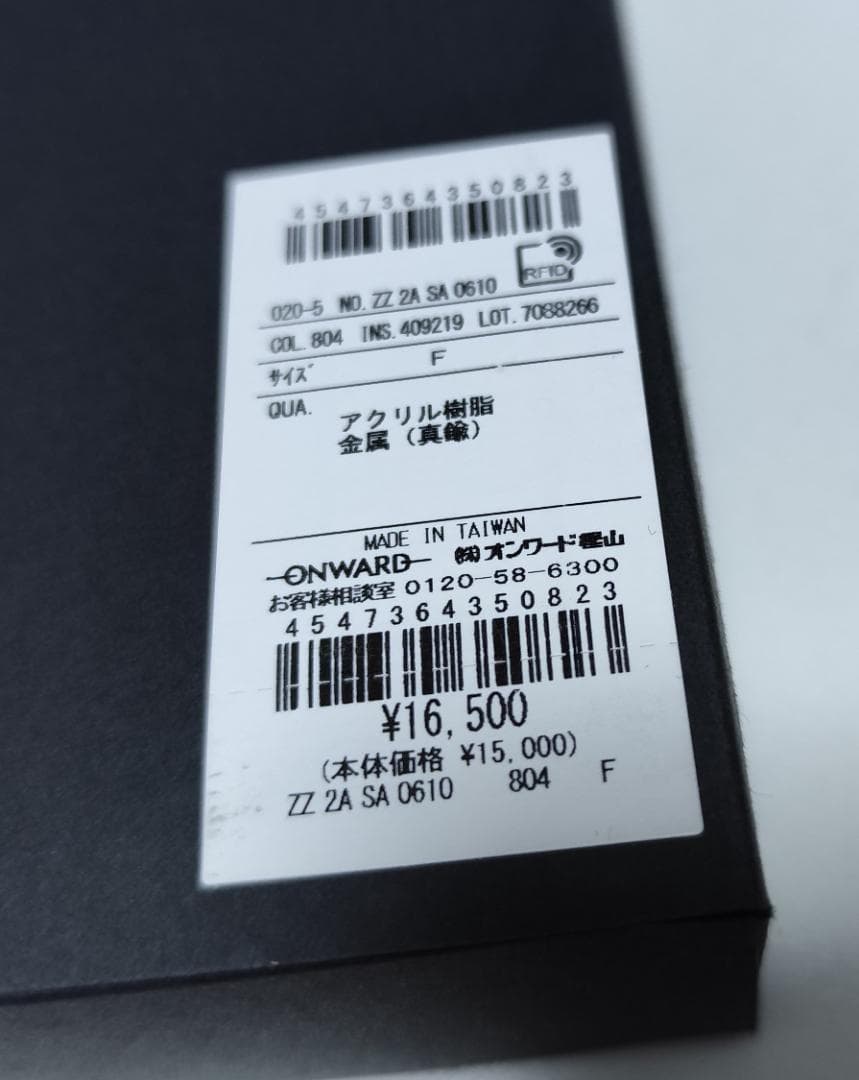 4547364350823
RFID
020-5 NO. ZZ 2A SA 0610
COL. 804 INS. 409219 LOT. 7088266
サイズ F
QUA. アクリル樹脂
金属（真鍮）
MADE IN TAIWAN
ONWARD ㈱オンワード樫山
お客様相談室 0120-58-6300
4547364350823
¥16,500
(本体価格 ¥15,000)
ZZ 2A SA 0610 804 F